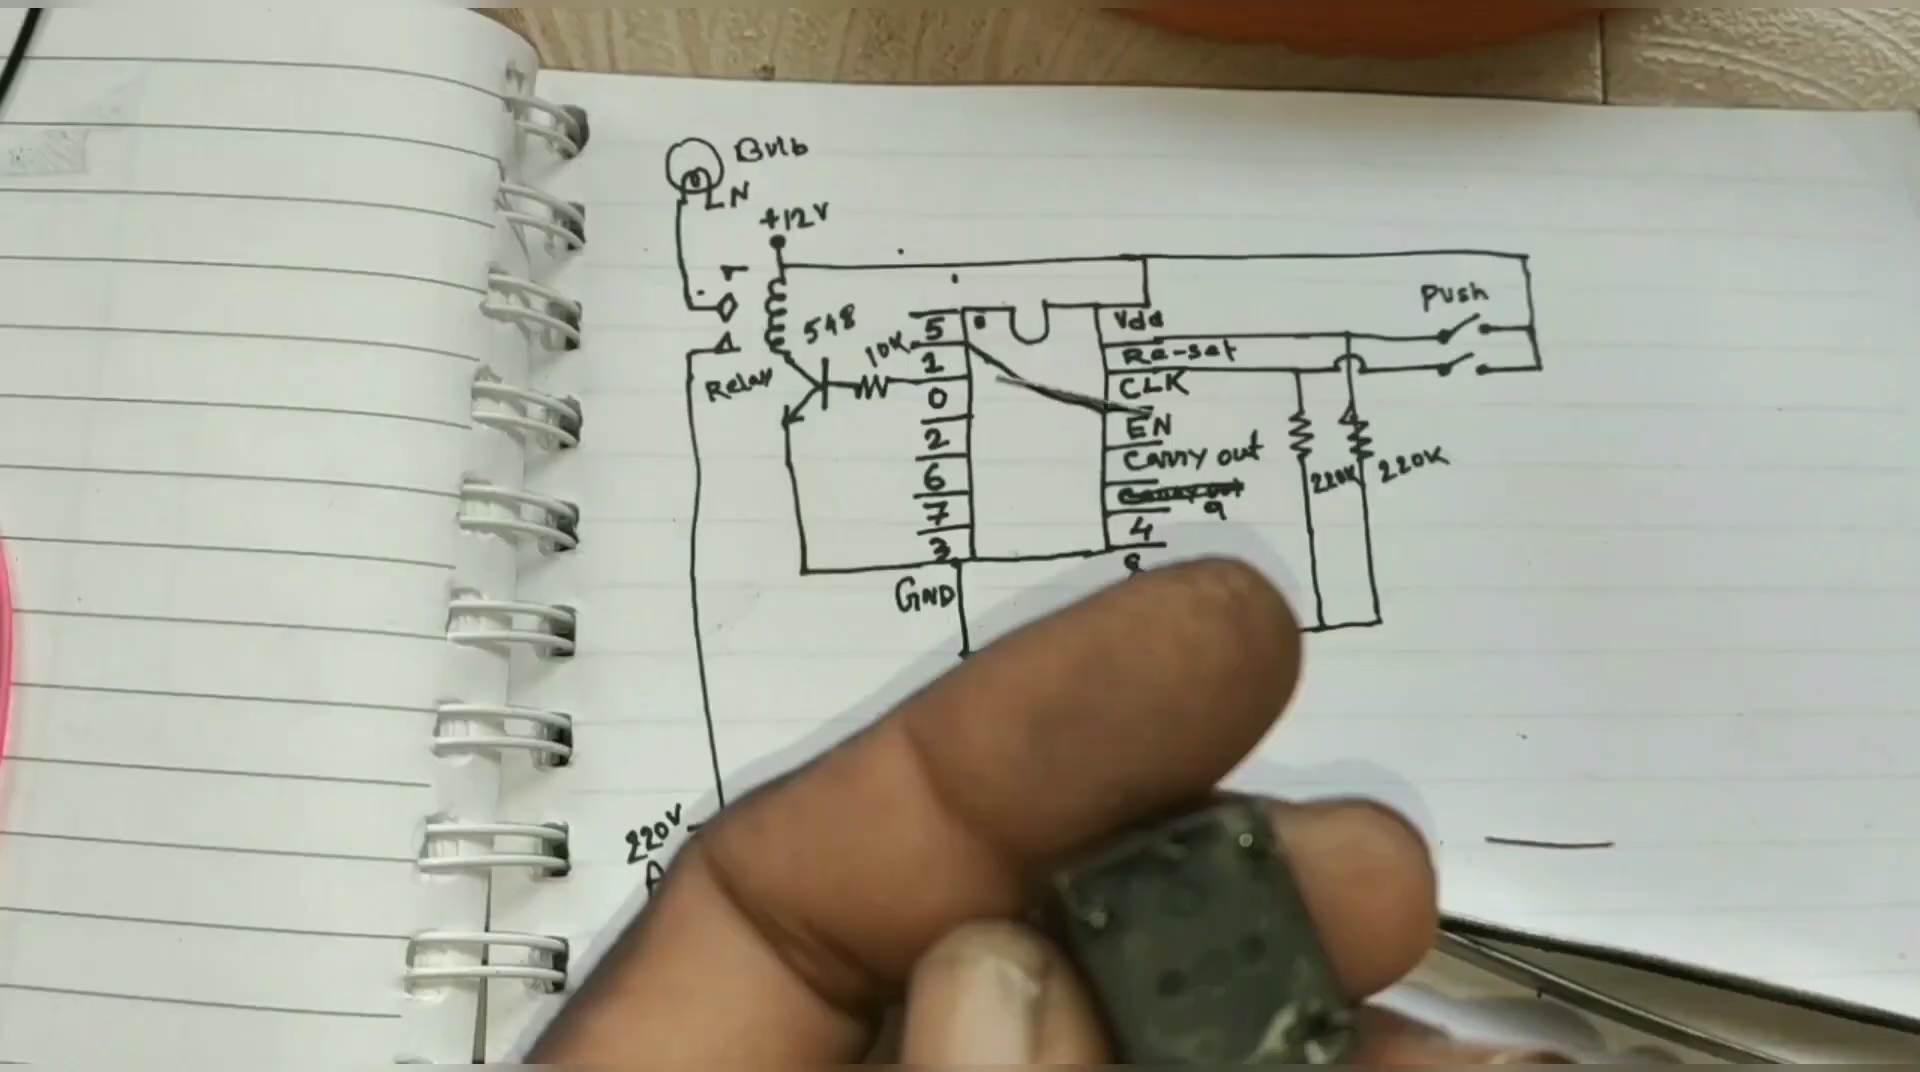 Bulb
N
+12V
548
10K
Relay
5
1
0
2
6
7
3
GND
Vdd
Re-set
CLK
EN
Carry out
9
4
8
Push
220K
220K
220V
A